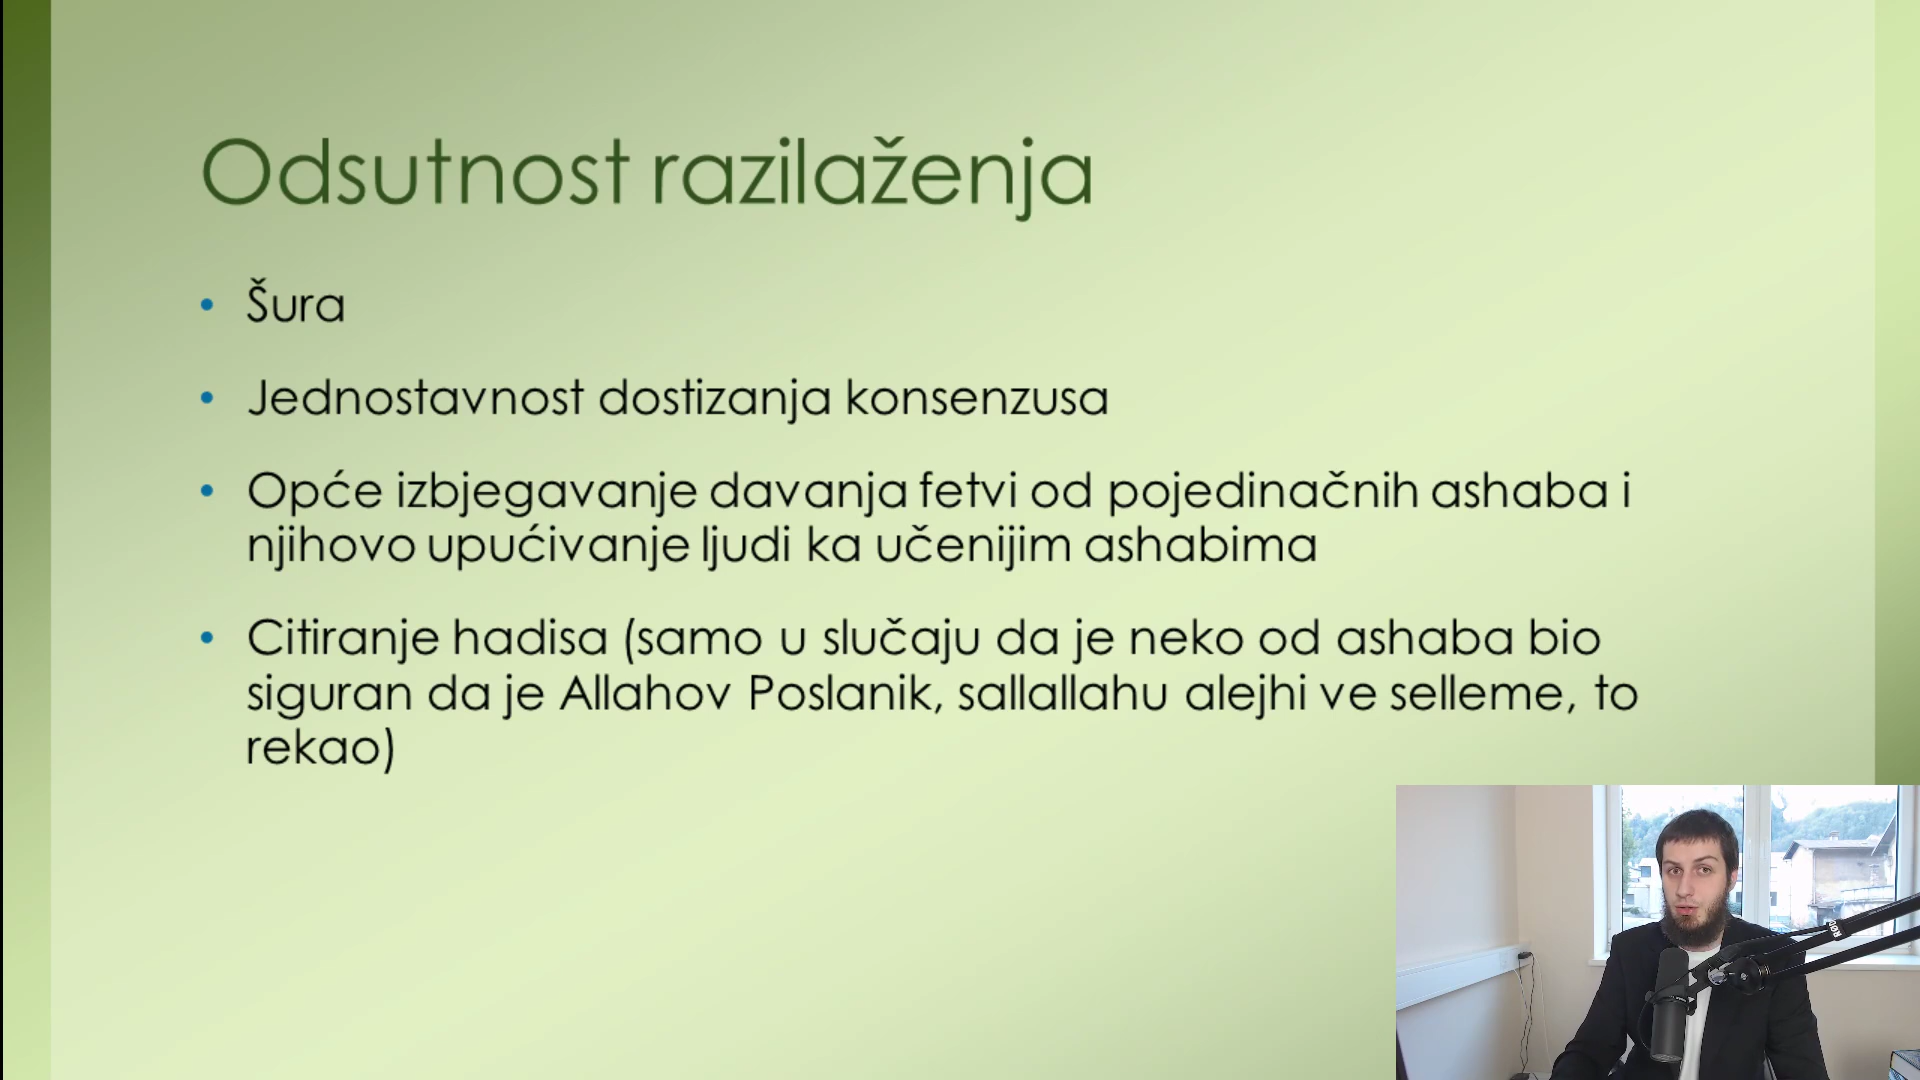 Odsutnost razilaženja
• Šura
• Jednostavnost dostizanja konsenzusa
• Opće izbjegavanje davanja fetvi od pojedinačnih ashaba i
njihovo upućivanje ljudi ka učenijim ashabima
• Citiranje hadisa (samo u slučaju da je neko od ashaba bio
siguran da je Allahov Poslanik, sallallahu alejhi ve selleme, to
rekao)